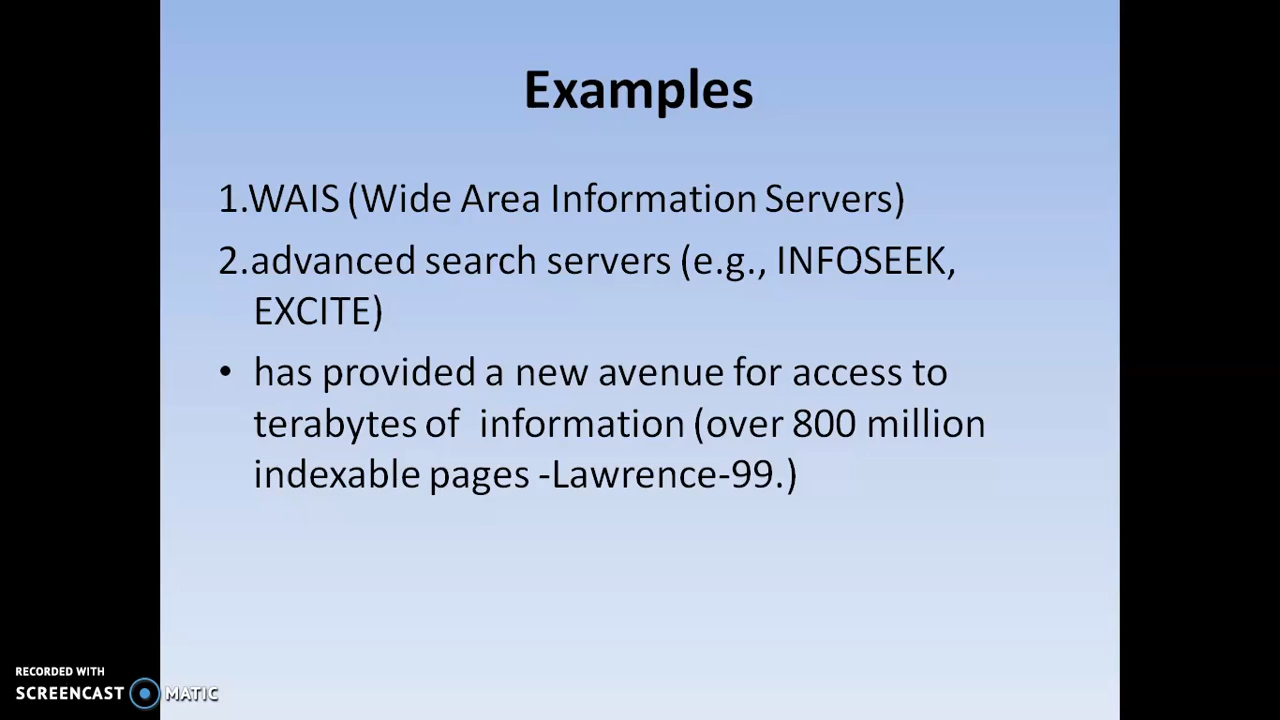 Examples
1.WAIS (Wide Area Information Servers)
2.advanced search servers (e.g., INFOSEEK,
EXCITE)
• has provided a new avenue for access to
terabytes of  information (over 800 million
indexable pages -Lawrence-99.)
RECORDED WITH
SCREENCAST MATIC